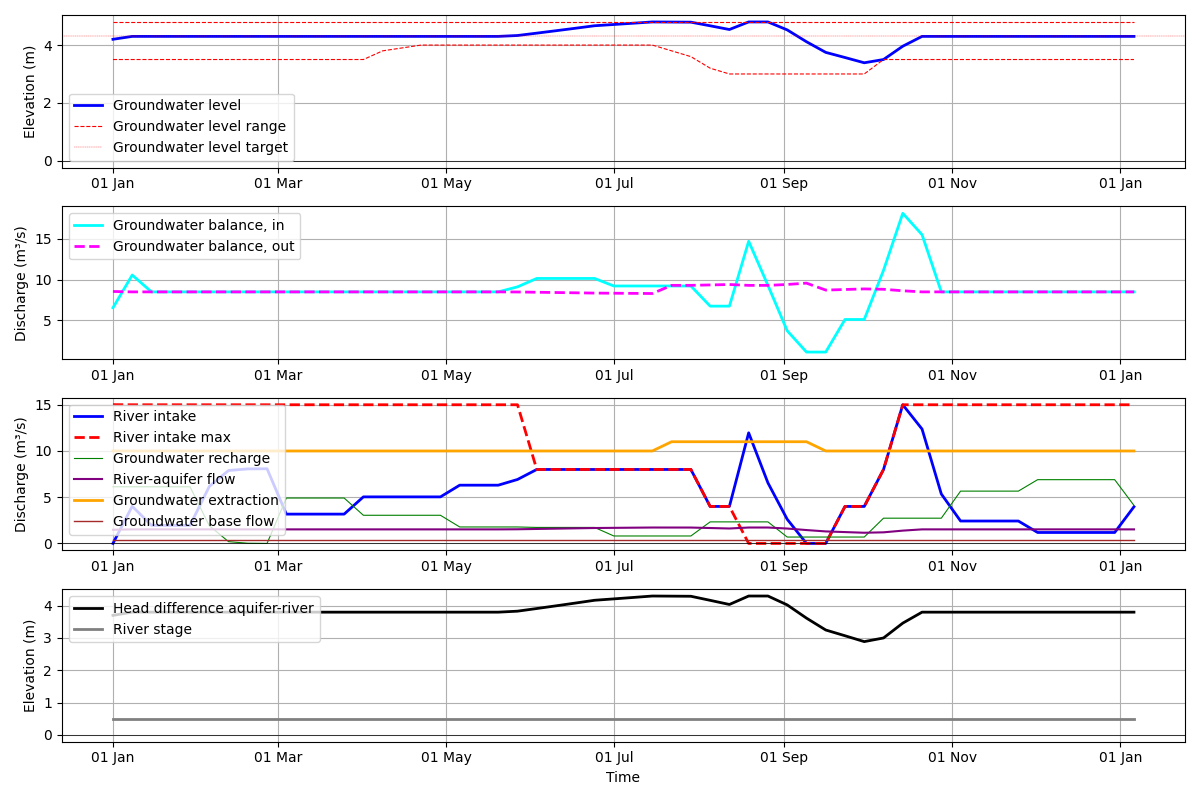 Elevation (m)
4
2
0
Groundwater level
Groundwater level range
Groundwater level target
01 Jan 01 Mar 01 May 01 Jul 01 Sep 01 Nov 01 Jan
Discharge (m³/s)
15
10
5
Groundwater balance, in
Groundwater balance, out
01 Jan 01 Mar 01 May 01 Jul 01 Sep 01 Nov 01 Jan
Discharge (m³/s)
15
10
5
0
River intake
River intake max
Groundwater recharge
River-aquifer flow
Groundwater extraction
Groundwater base flow
01 Jan 01 Mar 01 May 01 Jul 01 Sep 01 Nov 01 Jan
Elevation (m)
4
3
2
1
0
Head difference aquifer-river
River stage
01 Jan 01 Mar 01 May 01 Jul 01 Sep 01 Nov 01 Jan
Time